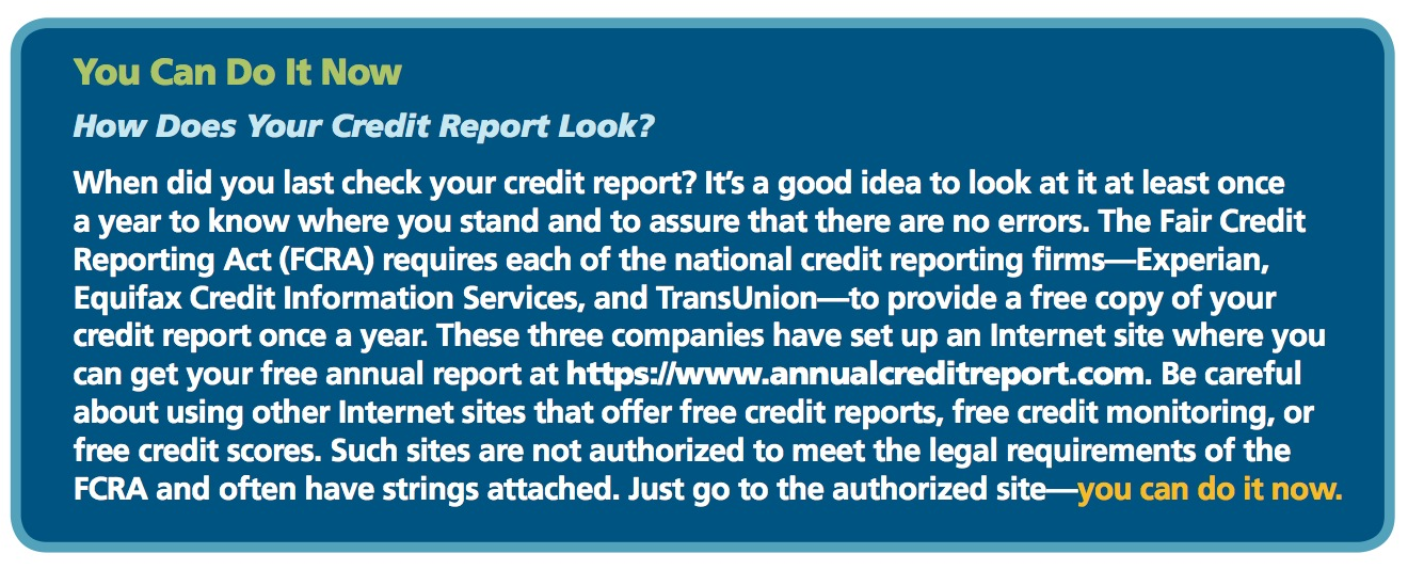 You Can Do It Now
How Does Your Credit Report Look?
When did you last check your credit report? It’s a good idea to look at it at least once
a year to know where you stand and to assure that there are no errors. The Fair Credit
Reporting Act (FCRA) requires each of the national credit reporting firms—Experian,
Equifax Credit Information Services, and TransUnion—to provide a free copy of your
credit report once a year. These three companies have set up an Internet site where you
can get your free annual report at https://www.annualcreditreport.com. Be careful
about using other Internet sites that offer free credit reports, free credit monitoring, or
free credit scores. Such sites are not authorized to meet the legal requirements of the
FCRA and often have strings attached. Just go to the authorized site—you can do it now.